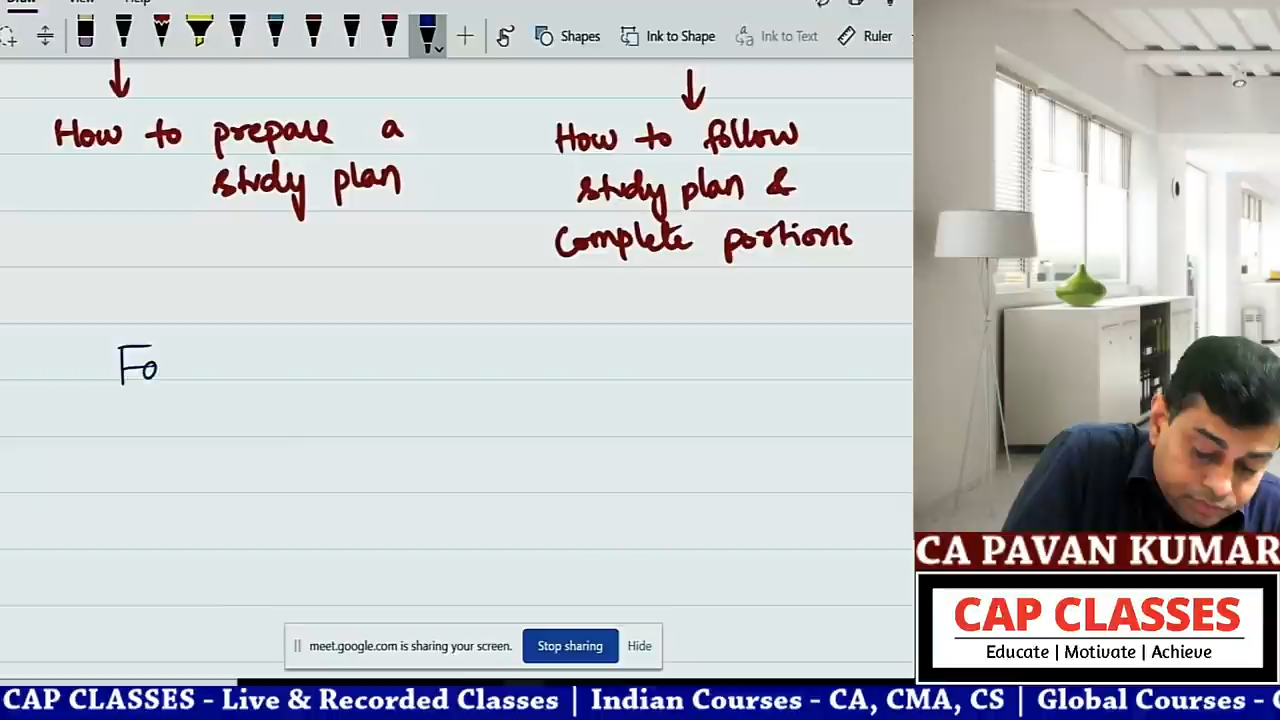 Shapes
Ink to Shape
Ink to Text
Ruler
How to prepare a
study plan
How to follow
study plan &
complete portions
Fo
meet.google.com is sharing your screen.
Stop sharing
Hide
CA PAVAN KUMAR
CAP CLASSES
Educate | Motivate | Achieve
CAP CLASSES - Live & Recorded Classes | Indian Courses - CA, CMA, CS | Global Courses -